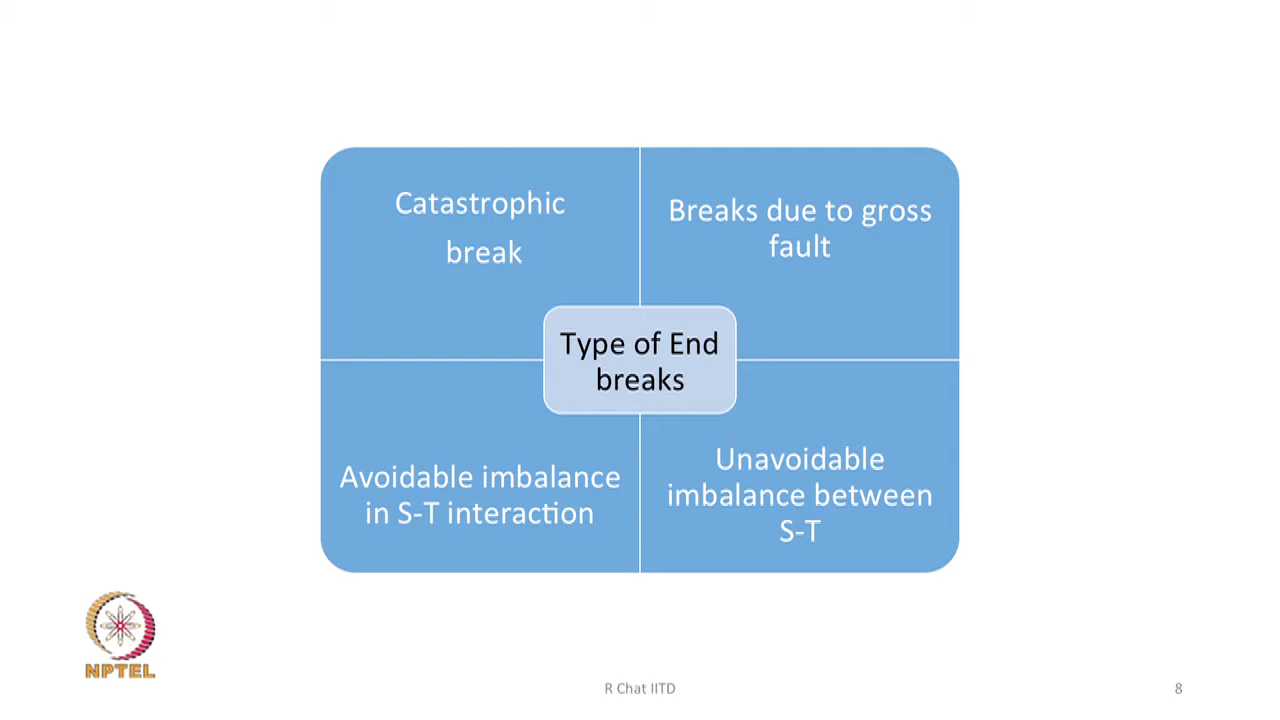 Catastrophic
break
Breaks due to gross
fault
Type of End
breaks
Avoidable imbalance
in S-T interaction
Unavoidable
imbalance between
S-T
NPTEL
R Chat IITD
8